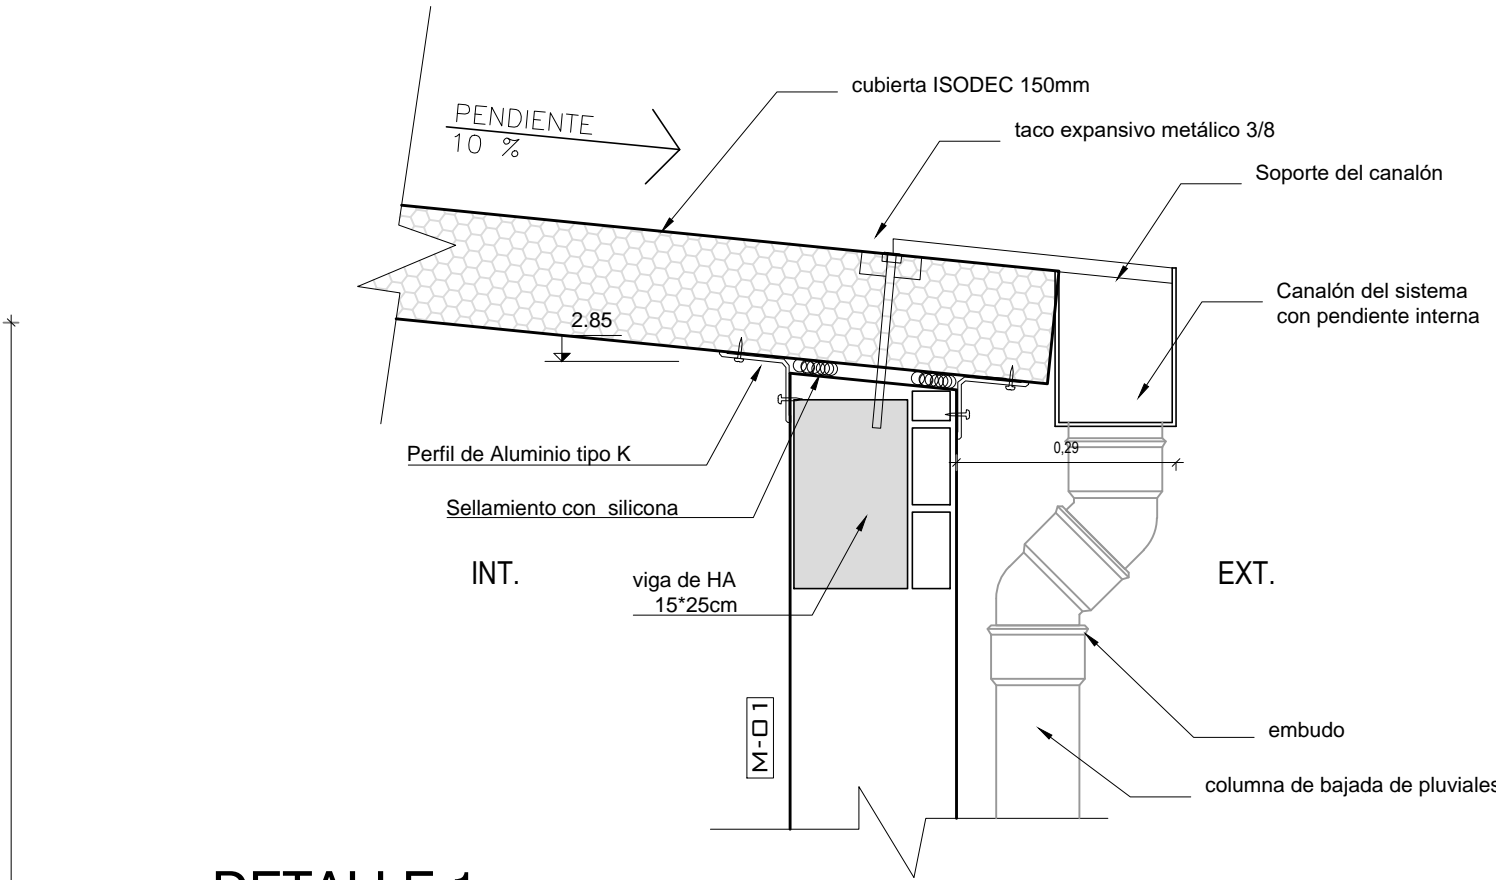 cubierta ISODEC 150mm
PENDIENTE
10 %
taco expansivo metálico 3/8
Soporte del canalón
Canalón del sistema
con pendiente interna
2.85
0,29
Perfil de Aluminio tipo K
Sellamiento con silicona
INT.
EXT.
viga de HA
15*25cm
M-01
embudo
columna de bajada de pluviales
DETALLE 1